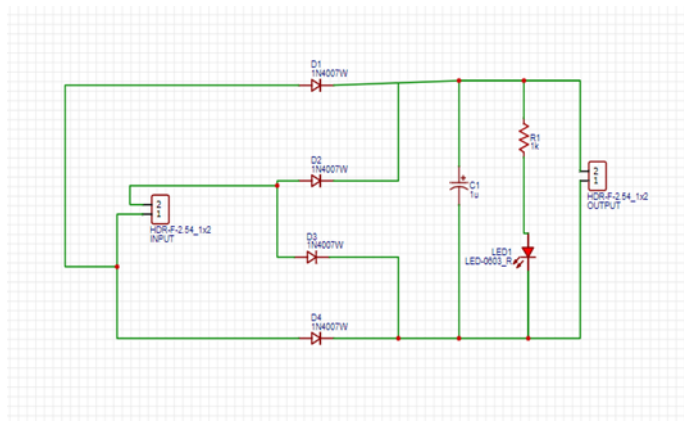 D1
1N4007W
D2
1N4007W
R1
1k
C1
1u
2
1
HDR-F-2.54_1x2
OUTPUT
2
1
HDR-F-2.54_1x2
INPUT
D3
1N4007W
LED1
LED-0603_R
D4
1N4007W